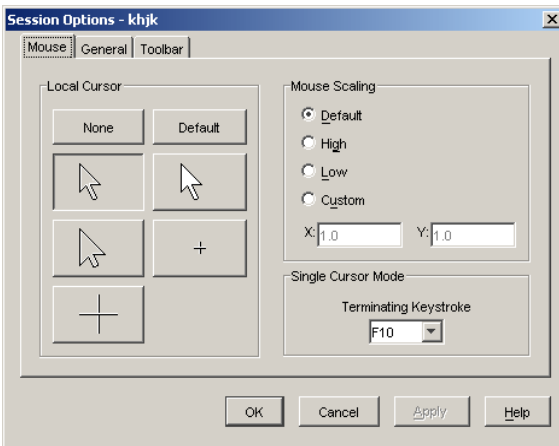 Session Options - khjk
Mouse General Toolbar
Local Cursor
None Default
Mouse Scaling
Default
High
Low
Custom
X: 1.0 Y: 1.0
Single Cursor Mode
Terminating Keystroke
F10
OK Cancel Apply Help